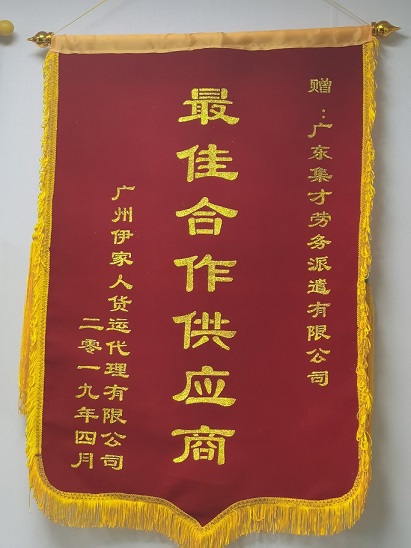 赠：广东集才劳务派遣有限公司
最佳合作供应商
广州伊家人货运代理有限公司
二零一九年四月